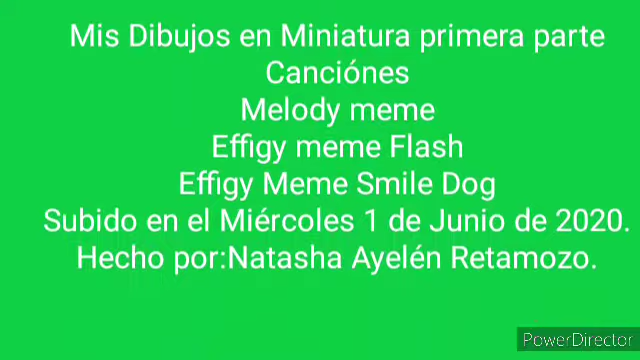 Mis Dibujos en Miniatura primera parte
Canciónes
Melody meme
Effigy meme Flash
Effigy Meme Smile Dog
Subido en el Miércoles 1 de Junio de 2020.
Hecho por:Natasha Ayelén Retamozo.
PowerDirector